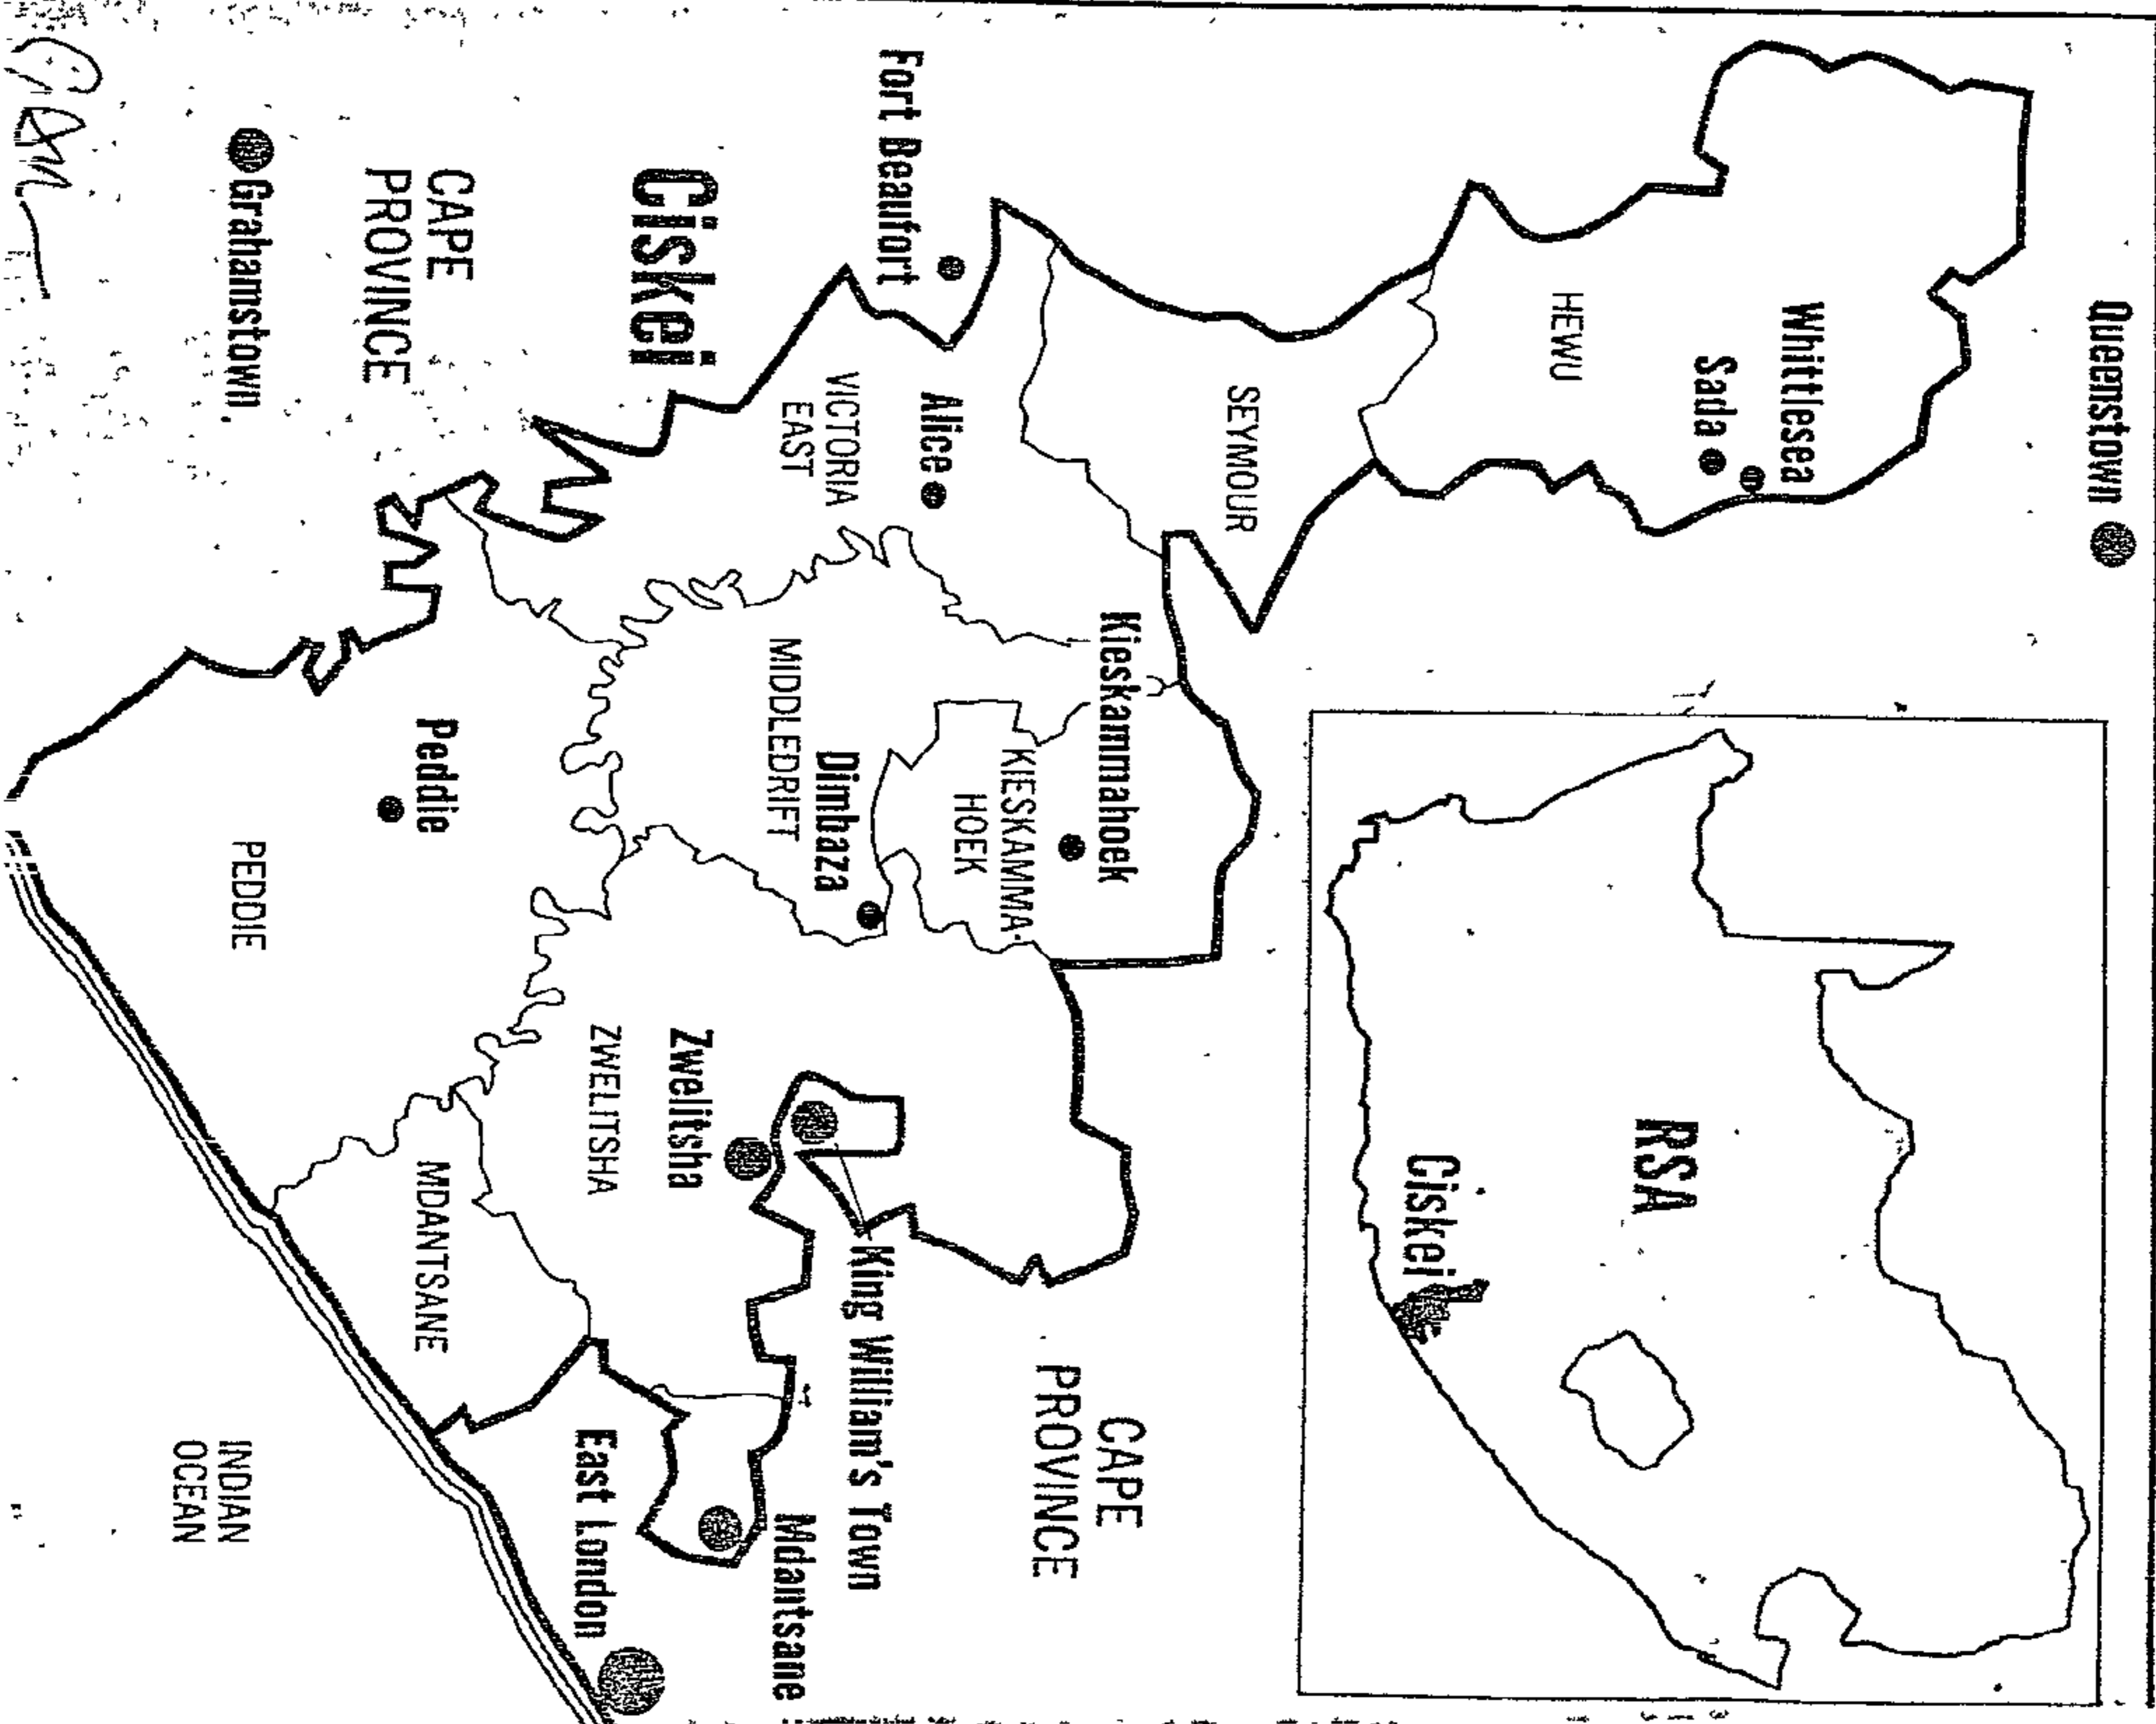 Queenstown
Whittlesea
Sada
HEWU
SEYMOUR
Fort Beaufort
Alice
VICTORIA
EAST
Ciskei
CAPE
PROVINCE
Grahamstown
Kieskammahoek
KIESKAMMA-
HOEK
Dimbaza
MIDDLEDRIFT
Peddie
PEDDIE
Zwelitsha
ZWELITSHA
King William's Town
Mdantsane
MDANTSANE
East London
CAPE
PROVINCE
INDIAN
OCEAN
RSA
Ciskei